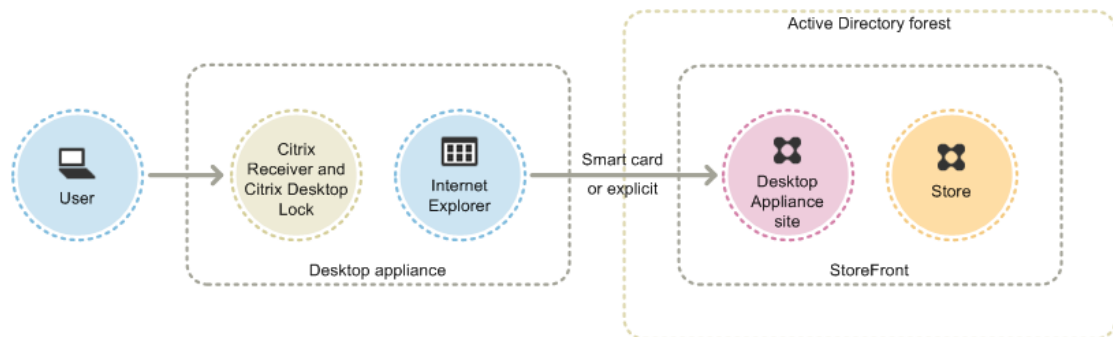 Active Directory forest
User
Citrix
Receiver and
Citrix Desktop
Lock
Internet
Explorer
Desktop appliance
Smart card
or explicit
Desktop
Appliance
site
Store
StoreFront